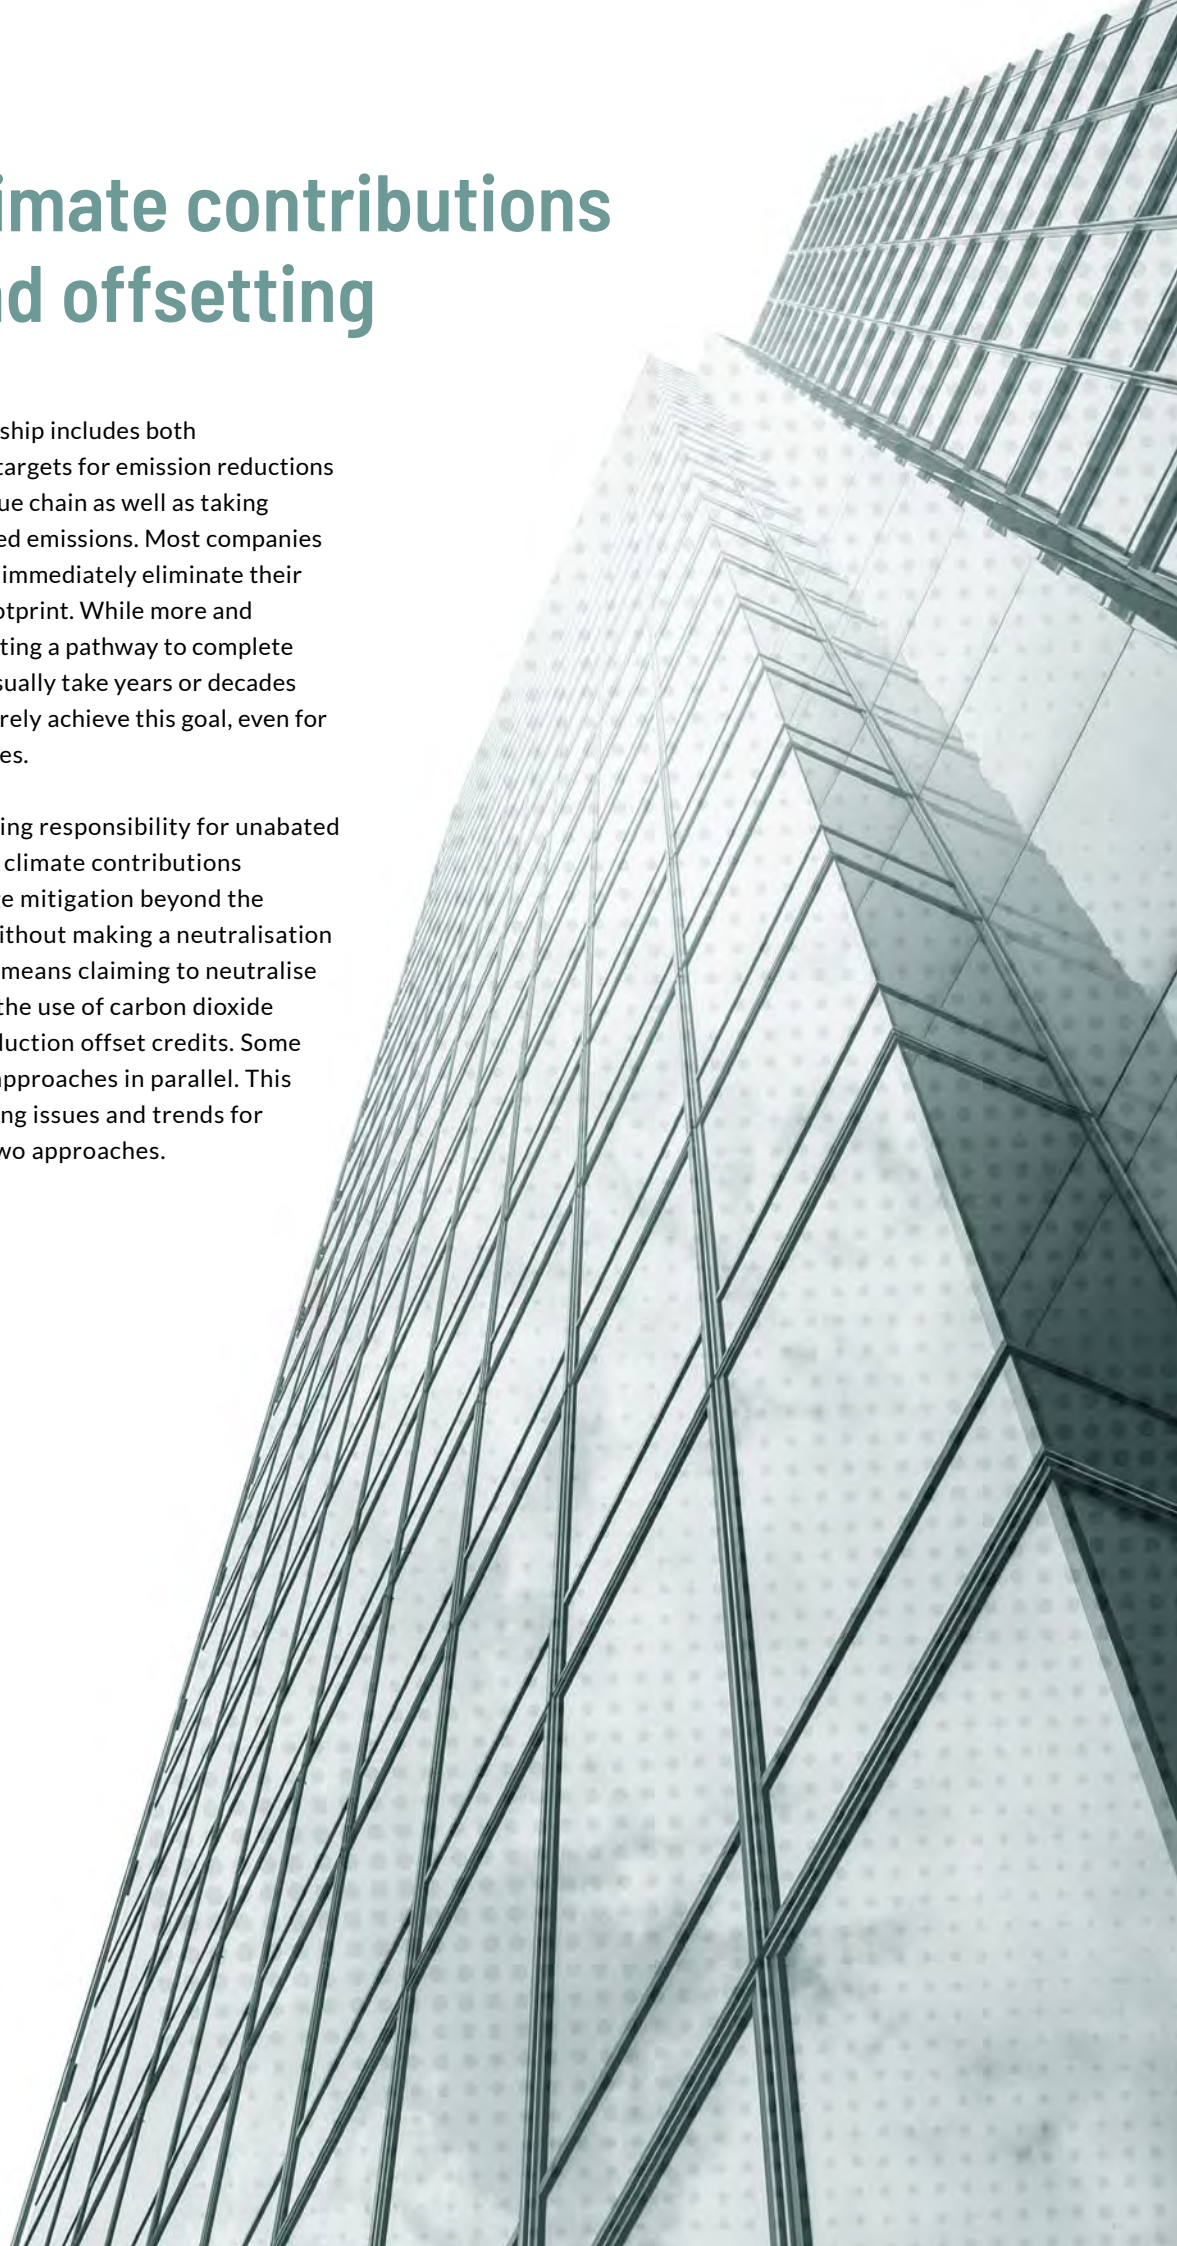 imate contributions
d offsetting
ship includes both
targets for emission reductions
ue chain as well as taking
ed emissions. Most companies
immediately eliminate their
otprint. While more and
ting a pathway to complete
sually take years or decades
rely achieve this goal, even for
es.
ing responsibility for unabated
climate contributions
e mitigation beyond the
ithout making a neutralisation
means claiming to neutralise
the use of carbon dioxide
luction offset credits. Some
approaches in parallel. This
ng issues and trends for
wo approaches.